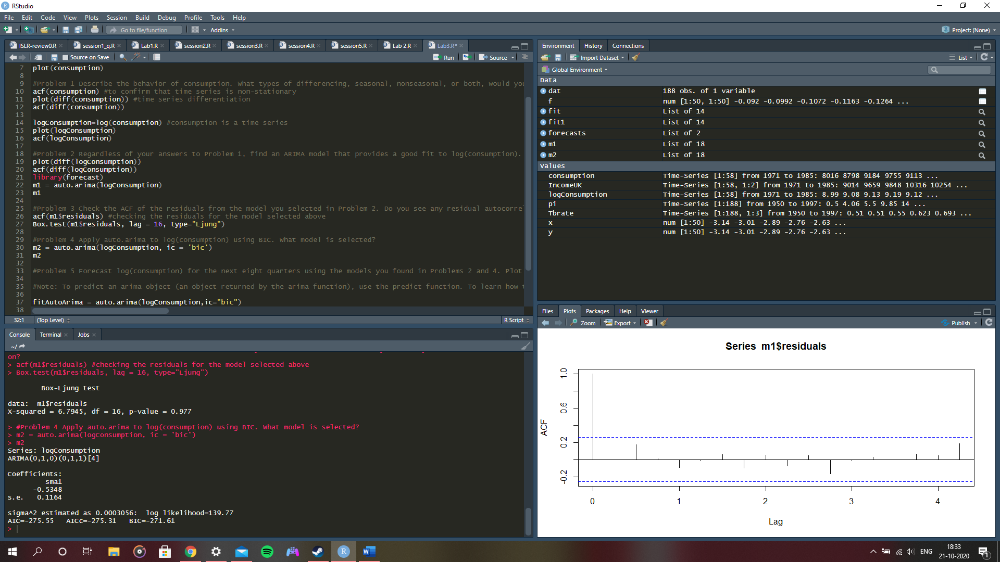 RStudio
File Edit Code View Plots Session Build Debug Profile Tools Help
Go to file/function Addins Project: (None)
ISLR-review0.R session1_q.R Lab1.R session2.R session3.R session4.R session5.R Lab 2.R Lab3.R*
Source on Save Run Source
7 plot(consumption)
8
9 #Problem 1 Describe the behavior of consumption. What types of differencing, seasonal, nonseasonal, or both, would you
10 acf(consumption) #to confirm that time series is non-stationary
11 plot(diff(consumption)) #time series differentiation
12 acf(diff(consumption))
13
14 logConsumption=log(consumption) #consumption is a time series
15 plot(logConsumption)
16 acf(logConsumption)
17
18 #Problem 2 Regardless of your answers to Problem 1, find an ARIMA model that provides a good fit to log(consumption).
19 plot(diff(logConsumption))
20 acf(diff(logConsumption))
21 library(forecast)
22 m1 = auto.arima(logConsumption)
23 m1
24
25 #Problem 3 Check the ACF of the residuals from the model you selected in Problem 2. Do you see any residual autocorrel
26 acf(m1$residuals) #checking the residuals for the model selected above
27 Box.test(m1$residuals, lag = 16, type="Ljung")
28
29 #Problem 4 Apply auto.arima to log(consumption) using BIC. What model is selected?
30 m2 = auto.arima(logConsumption, ic = 'bic')
31 m2
32
33 #Problem 5 Forecast log(consumption) for the next eight quarters using the models you found in Problems 2 and 4. Plot
34
35 #Note: To predict an arima object (an object returned by the arima function), use the predict function. To learn how t
36
37 fitAutoArima = auto.arima(logConsumption,ic="bic")
38
32:1 (Top Level) R Script
Console Terminal Jobs
~/
on?
> acf(m1$residuals) #checking the residuals for the model selected above
> Box.test(m1$residuals, lag = 16, type="Ljung")
Box-Ljung test
data: m1$residuals
X-squared = 6.7945, df = 16, p-value = 0.977
> #Problem 4 Apply auto.arima to log(consumption) using BIC. What model is selected?
> m2 = auto.arima(logConsumption, ic = 'bic')
> m2
Series: logConsumption
ARIMA(0,1,0)(0,1,1)[4]
Coefficients:
sma1
-0.5348
s.e. 0.1164
sigma^2 estimated as 0.0003056: log likelihood=139.77
AIC=-275.55 AICc=-275.31 BIC=-271.61
>
Environment History Connections
Import Dataset List
Global Environment
Data
dat 188 obs. of 1 variable
f num [1:50, 1:50] -0.092 -0.0992 -0.1072 -0.1163 -0.1264 ...
fit List of 14
fit1 List of 14
forecasts List of 2
m1 List of 18
m2 List of 18
Values
consumption Time-Series [1:58] from 1971 to 1985: 8016 8798 9184 9755 9113 ...
IncomeUK Time-Series [1:58, 1:2] from 1971 to 1985: 9014 9659 9848 10316 10254 ...
logConsumption Time-Series [1:58] from 1971 to 1985: 8.99 9.08 9.13 9.19 9.12 ...
pi Time-Series [1:188] from 1950 to 1997: 0.5 4.06 5.5 9.85 14 ...
Tbrate Time-Series [1:188, 1:3] from 1950 to 1997: 0.51 0.51 0.55 0.623 0.693 ...
x num [1:50] -3.14 -3.01 -2.89 -2.76 -2.63 ...
y num [1:50] -3.14 -3.01 -2.89 -2.76 -2.63 ...
Files Plots Packages Help Viewer
Zoom Export Publish
Series m1$residuals
1.0
0.6
0.2
-0.2
ACF
0 1 2 3 4
Lag
ENG
18:33
21-10-2020
1